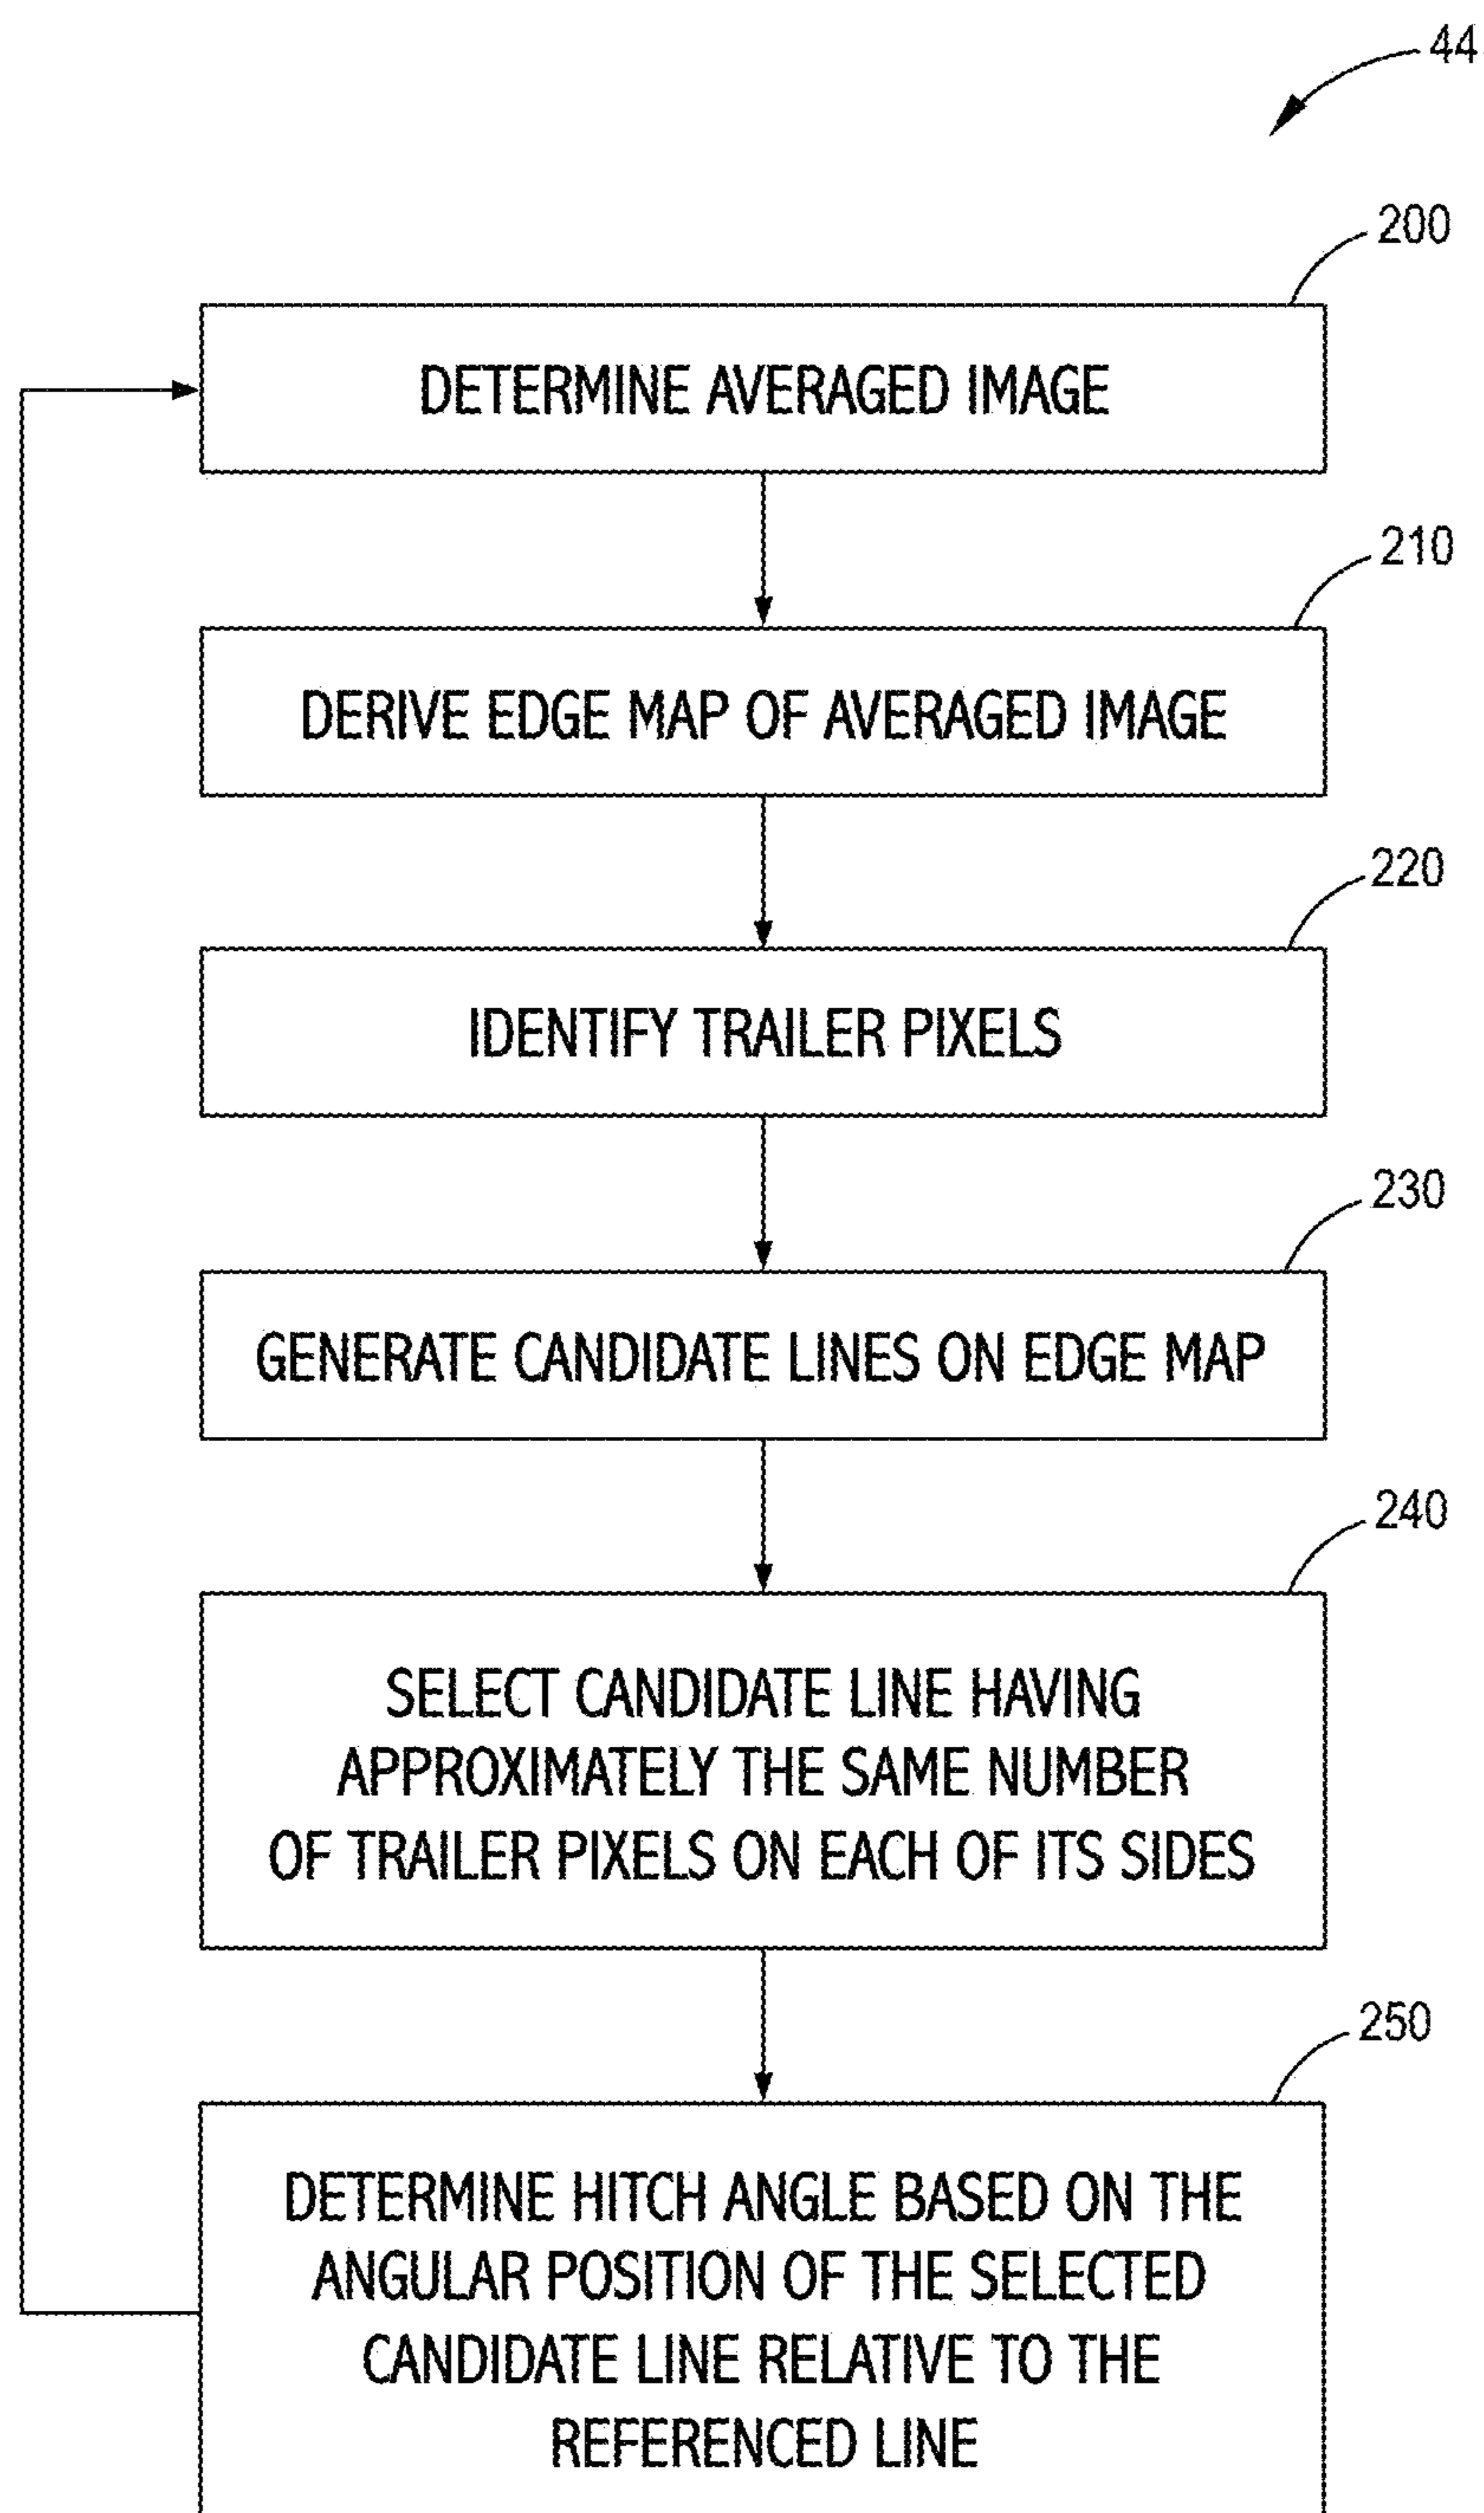 44
200
DETERMINE AVERAGED IMAGE
210
DERIVE EDGE MAP OF AVERAGED IMAGE
220
IDENTIFY TRAILER PIXELS
230
GENERATE CANDIDATE LINES ON EDGE MAP
240
SELECT CANDIDATE LINE HAVING
APPROXIMATELY THE SAME NUMBER
OF TRAILER PIXELS ON EACH OF ITS SIDES
250
DETERMINE HITCH ANGLE BASED ON THE
ANGULAR POSITION OF THE SELECTED
CANDIDATE LINE RELATIVE TO THE
REFERENCED LINE